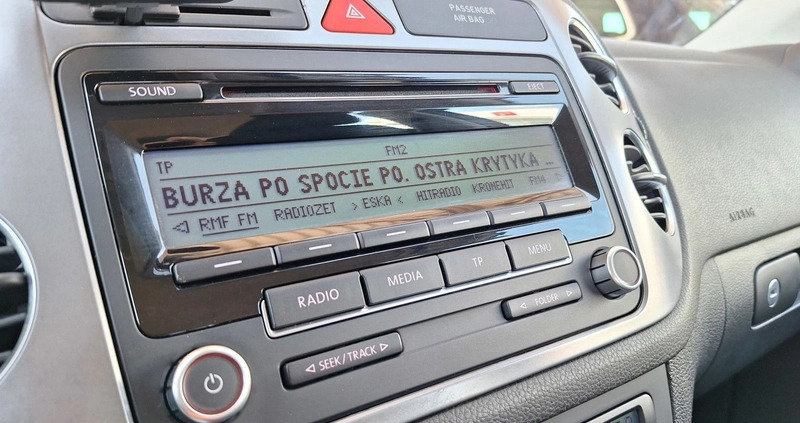 PASSENGER
AIR BAG
SOUND
EJECT
TP FM2
BURZA PO SPOCIE PO. OSTRA KRYTYKA ...
◁ RMF FM RADIOZET > ESKA < HITRADIO KRONEHIT FM4 ▷
RADIO MEDIA TP MENU
◁ FOLDER ▷
◁ SEEK/TRACK ▷
AIRBAG